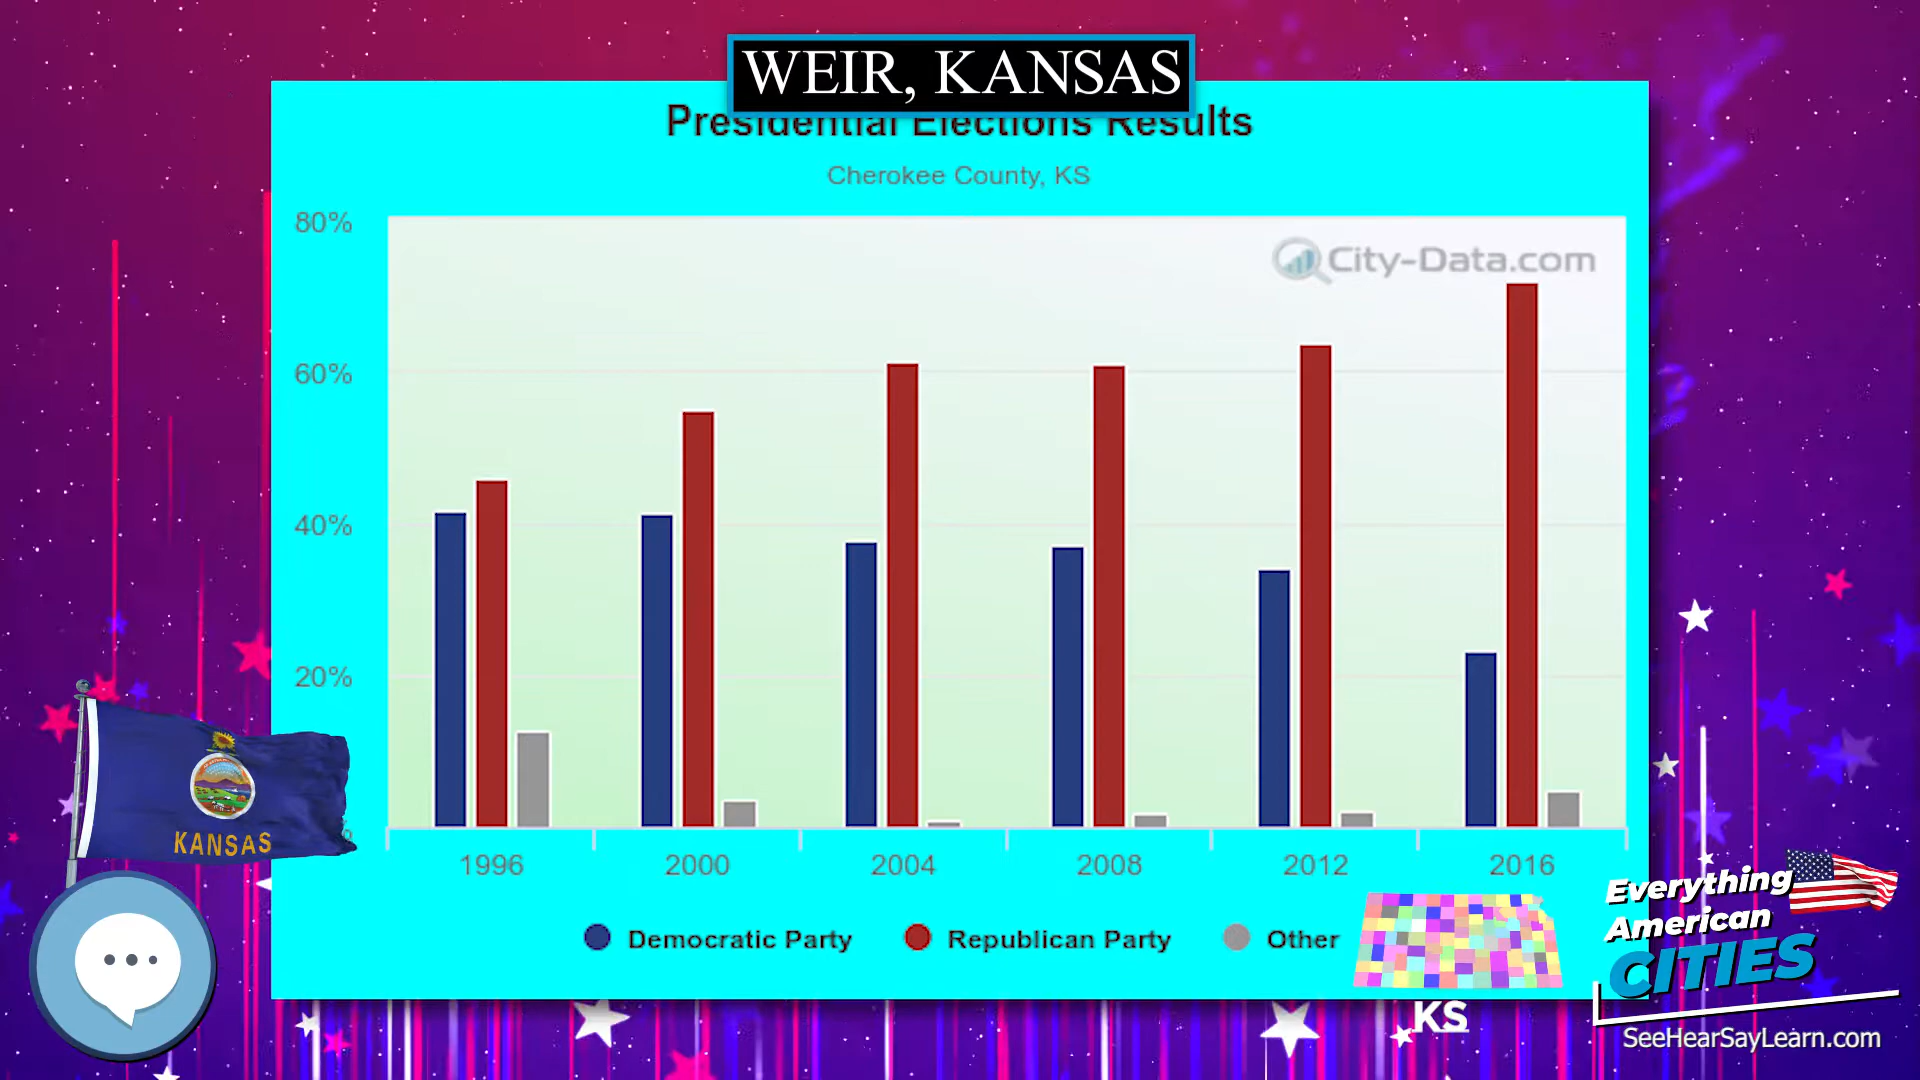 WEIR, KANSAS
Presidential Elections Results
Cherokee County, KS
80%
City-Data.com
60%
40%
20%
%
KANSAS
1996 2000 2004 2008 2012 2016
Democratic Party Republican Party Other
Everything
American
CITIES
KS
SeeHearSayLearn.com